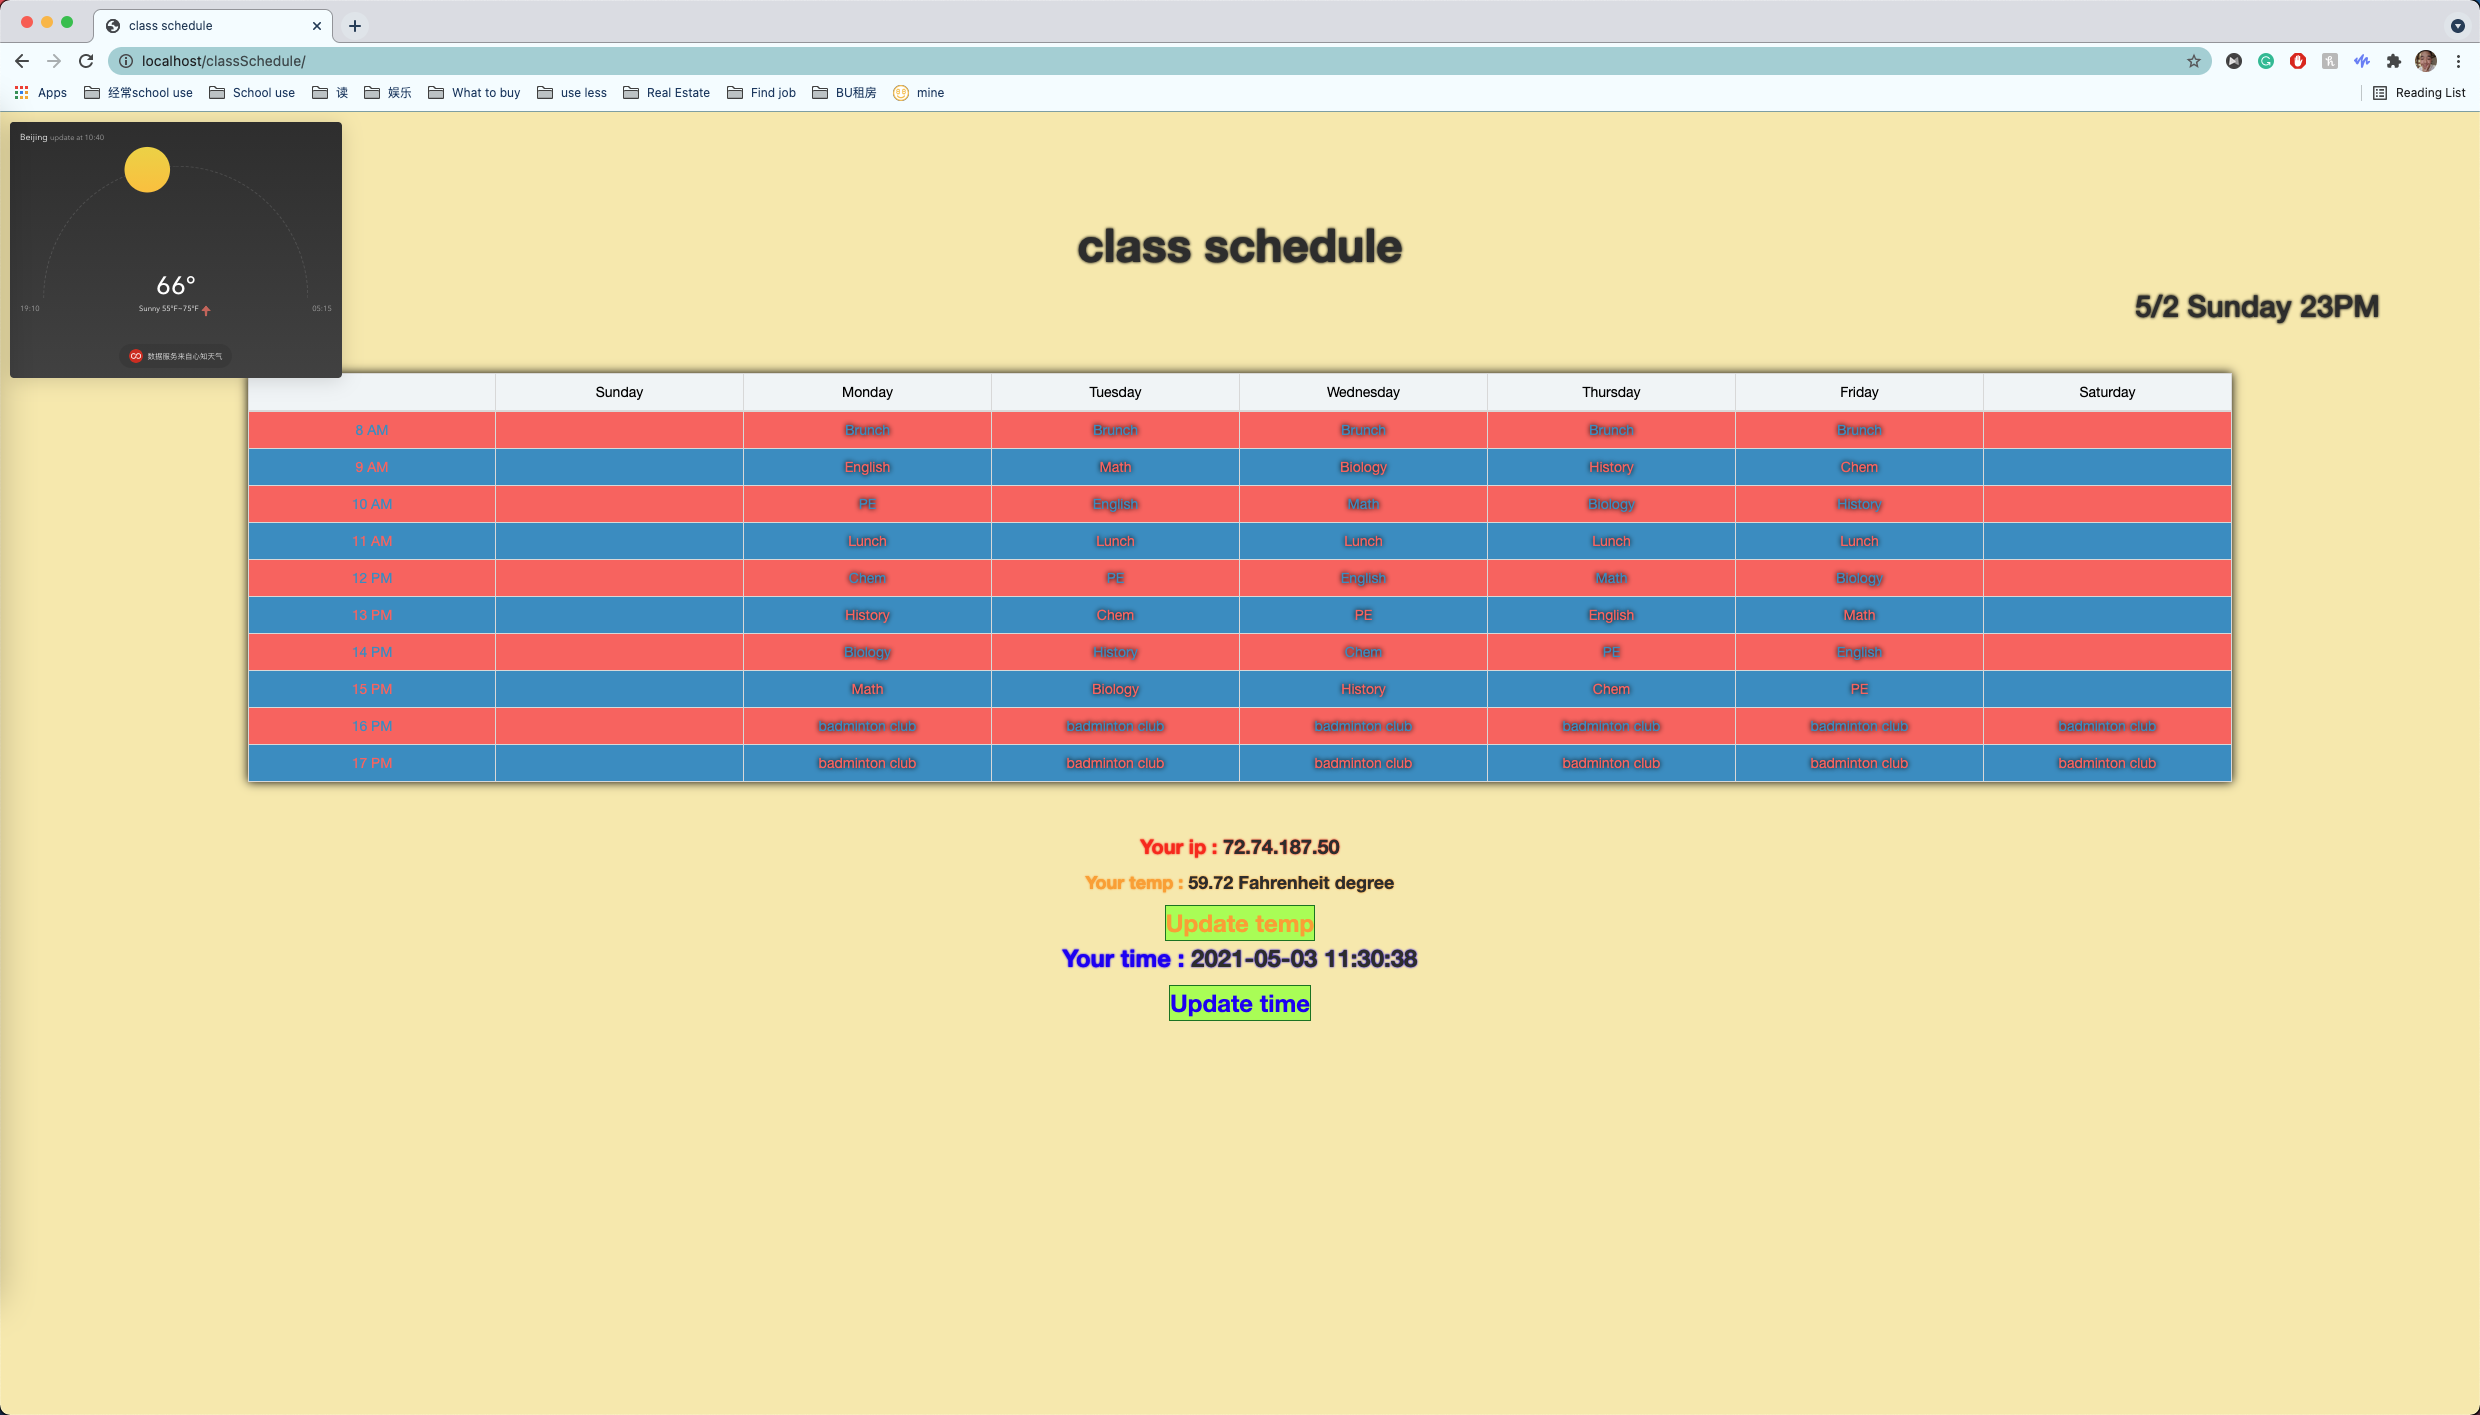 class schedule
localhost/classSchedule/
Apps 经常school use School use 读 娱乐 What to buy use less Real Estate Find job BU租房 mine Reading List
Beijing update at 10:40
66°
19:10 Sunny 55°F~75°F 05:15
数据服务来自心知天气
class schedule
5/2 Sunday 23PM
Sunday Monday Tuesday Wednesday Thursday Friday Saturday
8 AM Brunch Brunch Brunch Brunch Brunch
9 AM English Math Biology History Chem
10 AM PE English Math Biology History
11 AM Lunch Lunch Lunch Lunch Lunch
12 PM Chem PE English Math Biology
13 PM History Chem PE English Math
14 PM Biology History Chem PE English
15 PM Math Biology History Chem PE
16 PM badminton club badminton club badminton club badminton club badminton club badminton club
17 PM badminton club badminton club badminton club badminton club badminton club badminton club
Your ip : 72.74.187.50
Your temp : 59.72 Fahrenheit degree
Update temp
Your time : 2021-05-03 11:30:38
Update time